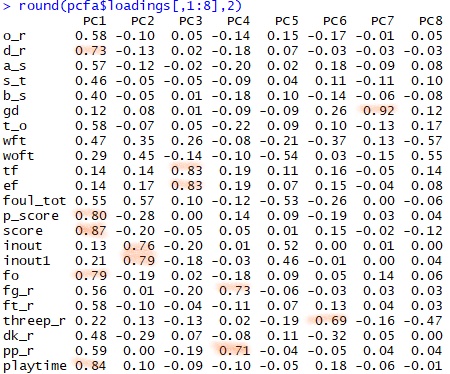 > round(pcfa$loadings[,1:8],2)
PC1 PC2 PC3 PC4 PC5 PC6 PC7 PC8
o_r 0.58 -0.10 0.05 -0.14 0.15 -0.17 -0.01 0.05
d_r 0.73 -0.13 0.02 -0.18 0.07 -0.03 -0.03 -0.03
a_s 0.57 -0.12 -0.02 -0.20 0.02 0.18 -0.09 0.08
s_t 0.46 -0.05 -0.05 -0.09 0.04 0.11 -0.11 0.10
b_s 0.40 -0.05 0.01 -0.18 0.10 0.14 -0.06 -0.08
gd 0.12 0.08 0.01 -0.09 -0.09 0.26 0.92 0.12
t_o 0.58 -0.07 0.05 -0.22 0.09 0.10 -0.13 0.17
wft 0.47 0.35 0.26 -0.08 -0.21 -0.37 0.13 -0.57
woft 0.29 0.45 -0.14 -0.10 -0.54 0.03 -0.15 0.55
tf 0.14 0.14 0.83 0.19 0.11 0.16 -0.05 0.14
ef 0.14 0.17 0.83 0.19 0.07 0.15 -0.04 0.08
foul_tot 0.55 0.57 0.10 -0.12 -0.53 -0.26 0.00 -0.06
p_score 0.80 -0.28 0.00 0.14 0.09 -0.19 0.03 0.04
score 0.87 -0.20 -0.05 0.05 0.01 0.15 -0.02 -0.12
inout 0.13 0.76 -0.20 0.01 0.52 0.00 0.01 0.00
inout1 0.21 0.79 -0.18 -0.03 0.46 -0.01 0.00 0.04
fo 0.79 -0.19 0.02 -0.18 0.09 0.05 0.14 0.06
fg_r 0.56 0.01 -0.20 0.73 -0.06 -0.03 0.03 0.01
ft_r 0.58 -0.10 -0.04 -0.11 0.07 0.13 0.04 0.03
threep_r 0.22 0.13 -0.13 0.02 -0.19 0.69 -0.16 -0.47
dk_r 0.48 -0.29 0.07 -0.08 0.11 -0.32 0.05 0.00
pp_r 0.59 0.00 -0.19 0.71 -0.04 -0.05 0.04 0.04
playtime 0.84 0.10 -0.09 -0.10 -0.05 0.18 -0.06 -0.01